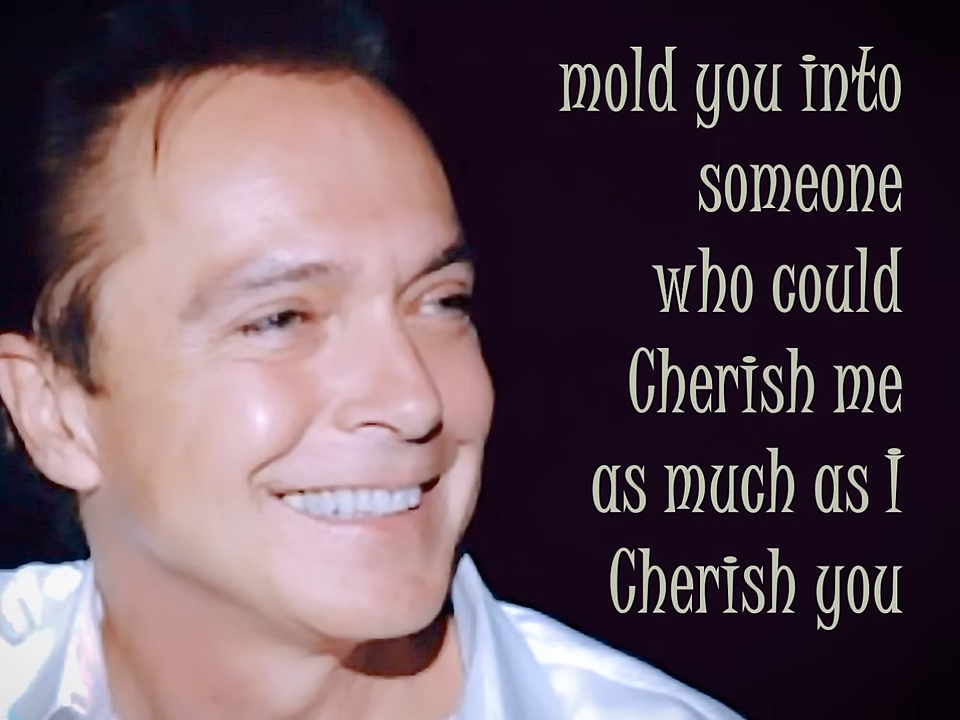 mold you into
someone
who could
Cherish me
as much as I
Cherish you